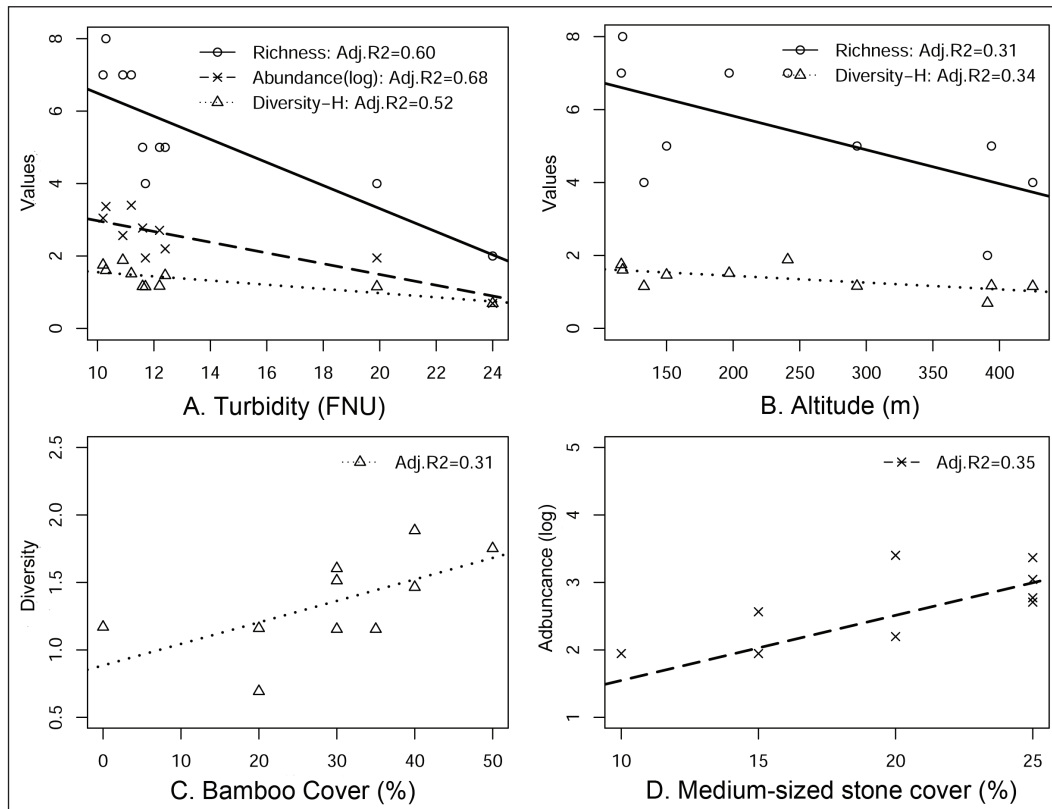 Richness: Adj.R2=0.60
Abundance(log): Adj.R2=0.68
Diversity-H: Adj.R2=0.52
Values
0
2
4
6
8
10
12
14
16
18
20
22
24
A. Turbidity (FNU)
Richness: Adj.R2=0.31
Diversity-H: Adj.R2=0.34
Values
0
2
4
6
8
150
200
250
300
350
400
B. Altitude (m)
Adj.R2=0.31
Diversity
0.5
1.0
1.5
2.0
2.5
0
10
20
30
40
50
C. Bamboo Cover (%)
Adj.R2=0.35
Adbuncance (log)
1
2
3
4
5
10
15
20
25
D. Medium-sized stone cover (%)